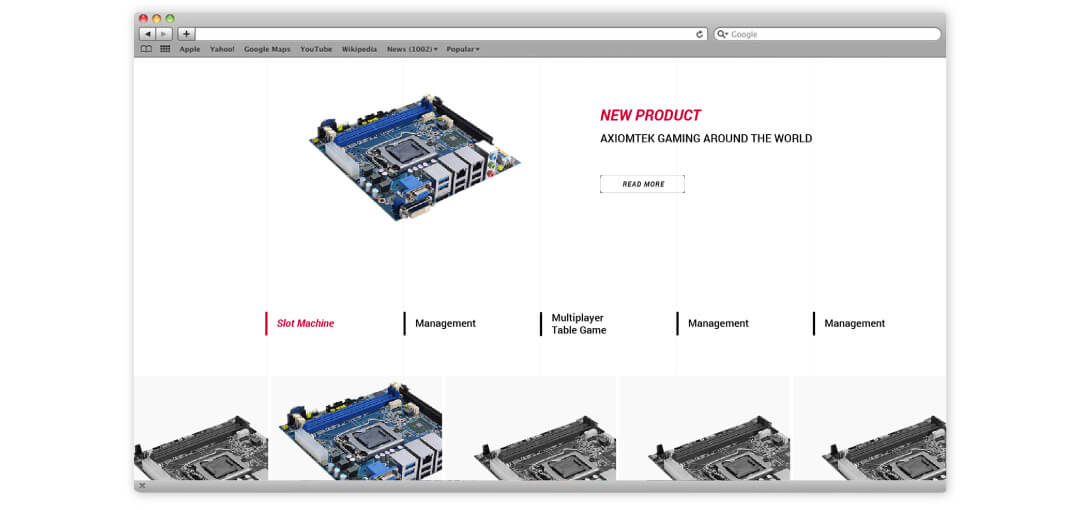 Google
Apple Yahoo! Google Maps YouTube Wikipedia News (1002) Popular
NEW PRODUCT
AXIOMTEK GAMING AROUND THE WORLD
READ MORE
Slot Machine
Management
Multiplayer
Table Game
Management
Management